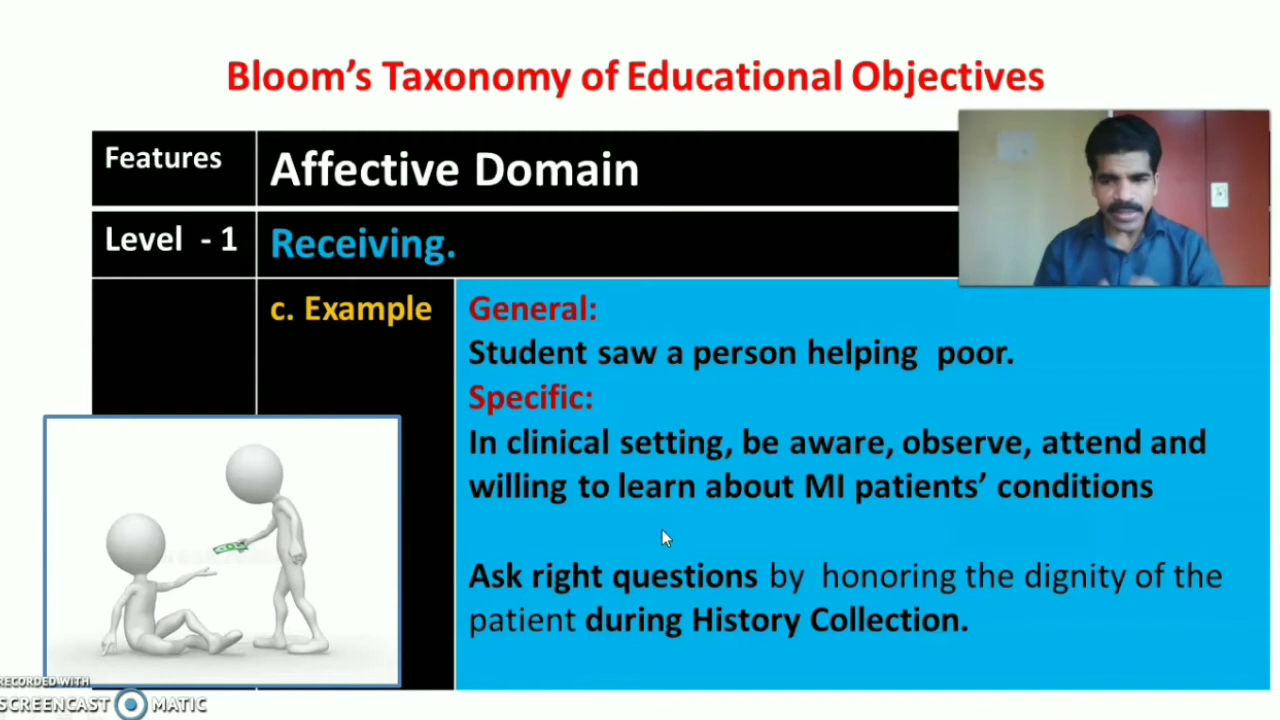 Bloom’s Taxonomy of Educational Objectives
Features
Affective Domain
Level - 1
Receiving.
c. Example
General:
Student saw a person helping poor.
Specific:
In clinical setting, be aware, observe, attend and
willing to learn about MI patients’ conditions
Ask right questions by honoring the dignity of the
patient during History Collection.
RECORDED WITH
SCREENCAST MATIC